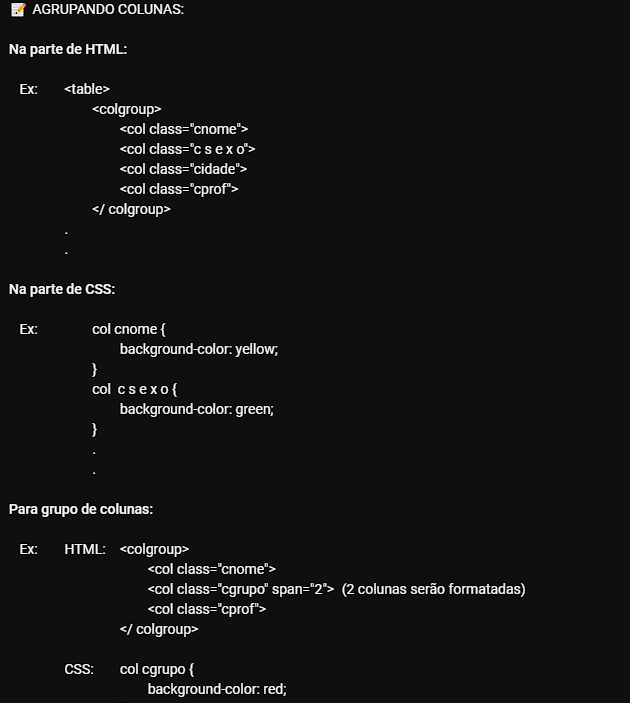 📝 AGRUPANDO COLUNAS:
Na parte de HTML:
Ex: <table>
<colgroup>
<col class="cnome">
<col class="c s e x o">
<col class="cidade">
<col class="cprof">
</ colgroup>
.
.
Na parte de CSS:
Ex: col cnome {
background-color: yellow;
}
col c s e x o {
background-color: green;
}
.
.
Para grupo de colunas:
Ex: HTML: <colgroup>
<col class="cnome">
<col class="cgrupo" span="2"> (2 colunas serão formatadas)
<col class="cprof">
</ colgroup>
CSS: col cgrupo {
background-color: red;